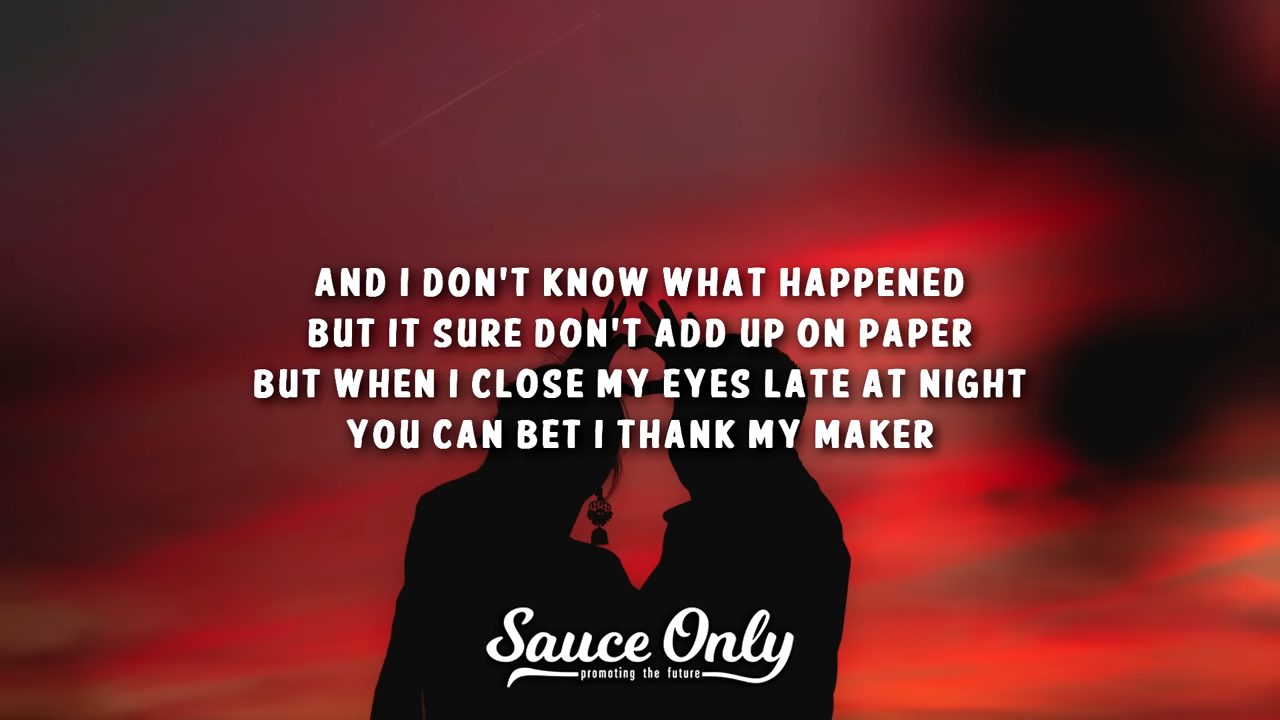 AND I DON'T KNOW WHAT HAPPENED
BUT IT SURE DON'T ADD UP ON PAPER
BUT WHEN I CLOSE MY EYES LATE AT NIGHT
YOU CAN BET I THANK MY MAKER
Sauce Only
promoting the future